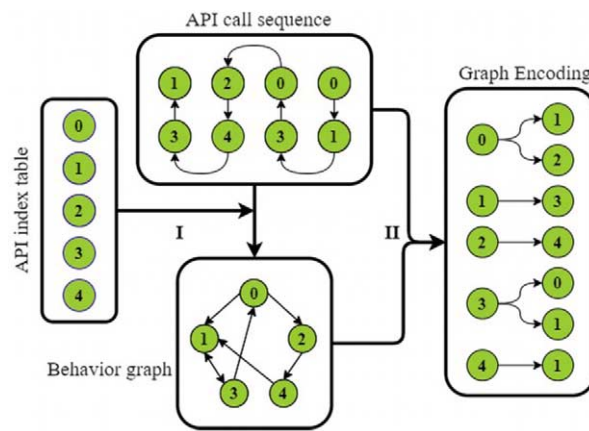 API call sequence
1 2 0 0
3 4 3 1
API index table
0
1
2
3
4
I
II
Behavior graph
0
1 2
3 4
Graph Encoding
0 1
2
1 3
2 4
3 0
1
4 1